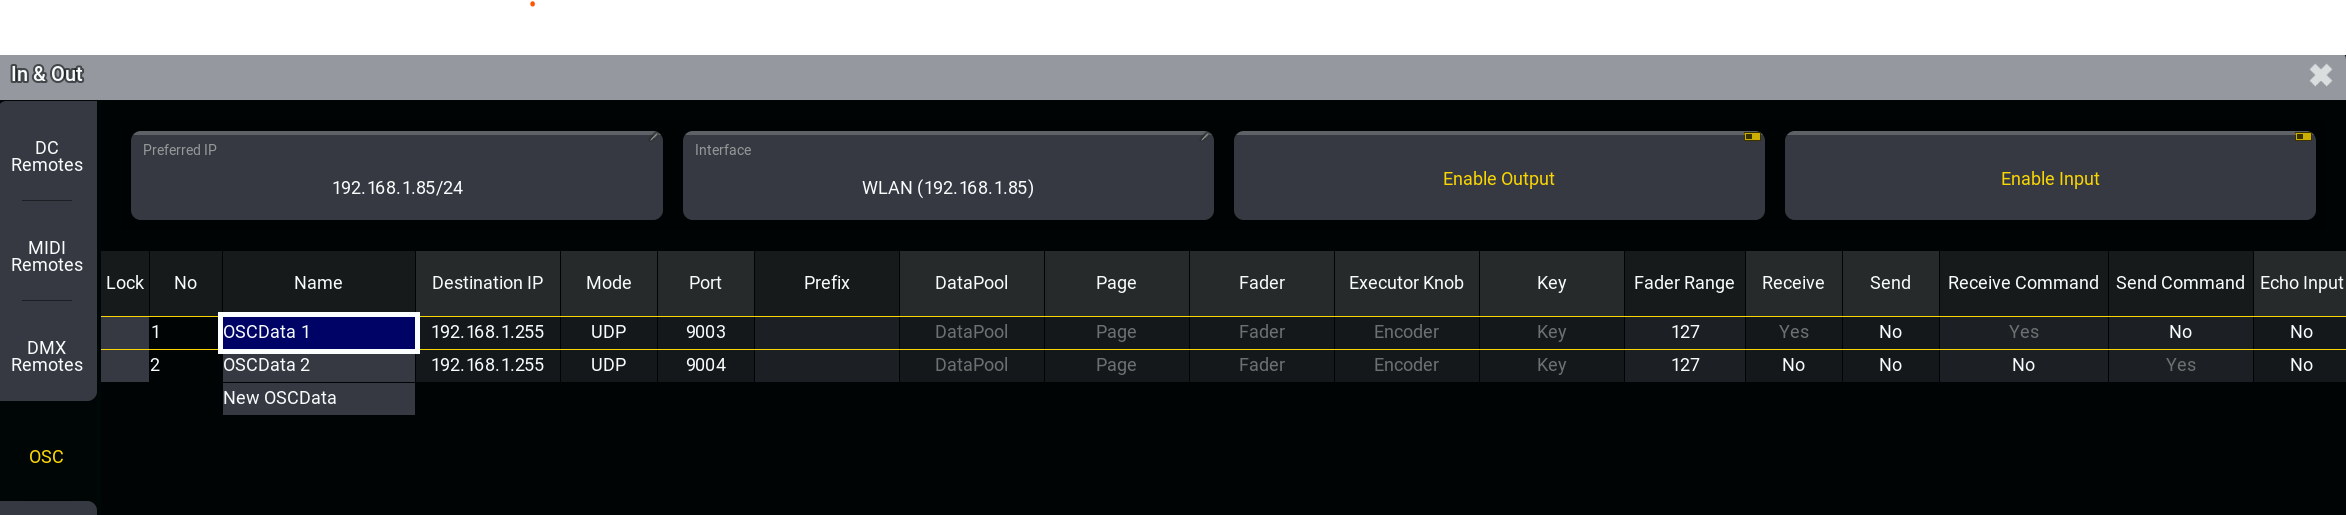 In & Out
DC
Remotes
MIDI
Remotes
DMX
Remotes
OSC
Preferred IP
192.168.1.85/24
Interface
WLAN (192.168.1.85)
Enable Output
Enable Input
Lock No Name Destination IP Mode Port Prefix DataPool Page Fader Executor Knob Key Fader Range Receive Send Receive Command Send Command Echo Input
1 OSCData 1 192.168.1.255 UDP 9003 DataPool Page Fader Encoder Key 127 Yes No Yes No No
2 OSCData 2 192.168.1.255 UDP 9004 DataPool Page Fader Encoder Key 127 No No No Yes No
New OSCData